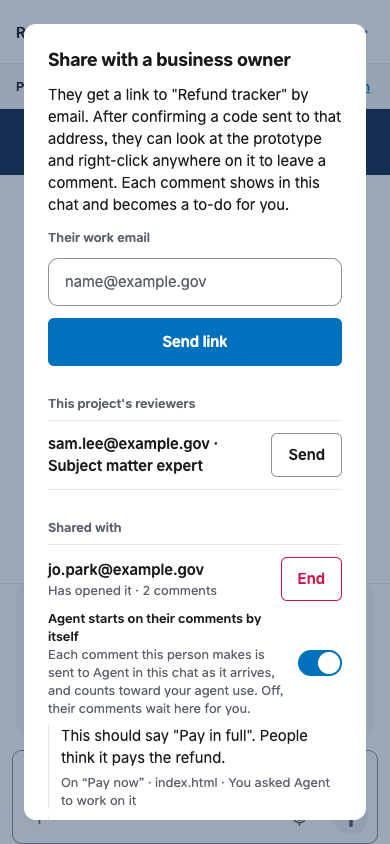 R
P
n
Share with a business owner
They get a link to "Refund tracker" by
email. After confirming a code sent to that
address, they can look at the prototype
and right-click anywhere on it to leave a
comment. Each comment shows in this
chat and becomes a to-do for you.
Their work email
name@example.gov
Send link
This project's reviewers
sam.lee@example.gov ·
Subject matter expert
Send
Shared with
jo.park@example.gov
Has opened it · 2 comments
End
Agent starts on their comments by
itself
Each comment this person makes is
sent to Agent in this chat as it arrives,
and counts toward your agent use. Off,
their comments wait here for you.
This should say "Pay in full". People
think it pays the refund.
On “Pay now” · index.html · You asked Agent
to work on it